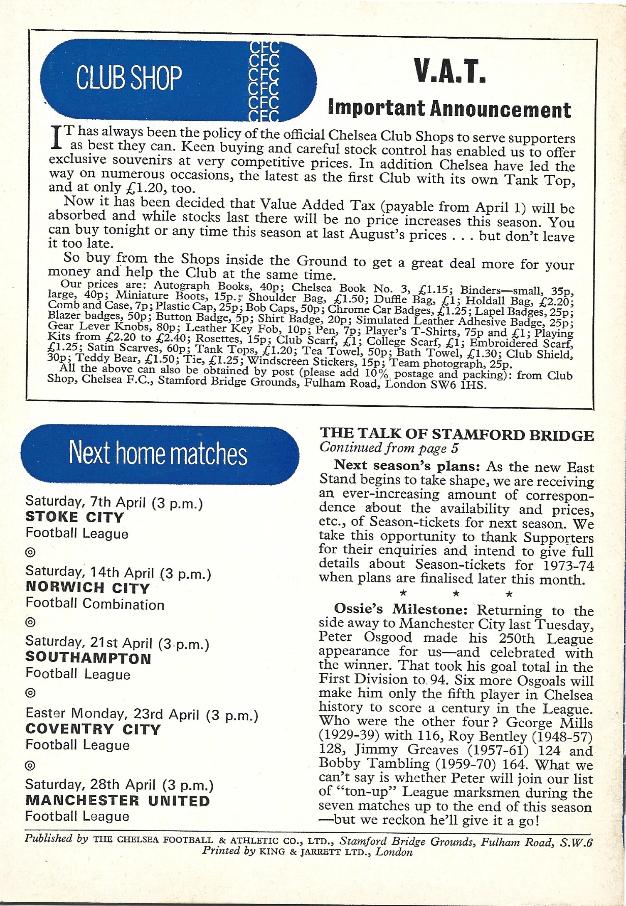 CLUB SHOP
CFC
CFC
CFC
CFC
CFC
CFC
V.A.T.
Important Announcement
IT has always been the policy of the official Chelsea Club Shops to serve supporters
as best they can. Keen buying and careful stock control has enabled us to offer
exclusive souvenirs at very competitive prices. In addition Chelsea have led the
way on numerous occasions, the latest as the first Club with its own Tank Top,
and at only £1.20, too.
Now it has been decided that Value Added Tax (payable from April 1) will be
absorbed and while stocks last there will be no price increases this season. You
can buy tonight or any time this season at last August's prices . . . but don't leave
it too late.
So buy from the Shops inside the Ground to get a great deal more for your
money and help the Club at the same time.
Our prices are: Autograph Books, 40p; Chelsea Book No. 3, £1.15; Binders—small, 35p,
large, 40p; Miniature Boots, 15p.; Shoulder Bag, £1.50; Duffle Bag, £1; Holdall Bag, £2.20;
Comb and Case, 7p; Plastic Cap, 25p; Bob Caps, 50p; Chrome Car Badges, £1.25; Lapel Badges, 25p;
Blazer badges, 50p; Button Badge, 5p; Shirt Badge, 20p; Simulated Leather Adhesive Badge, 25p;
Gear Lever Knobs, 80p; Leather Key Fob, 10p; Pen, 7p; Player's T-Shirts, 75p and £1; Playing
Kits from £2.20 to £2.40; Rosettes, 15p; Club Scarf, £1; College Scarf, £1; Embroidered Scarf,
£1.25; Satin Scarves, 60p; Tank Tops, £1.20; Tea Towel, 50p; Bath Towel, £1.30; Club Shield,
30p; Teddy Bear, £1.50; Tie, £1.25; Windscreen Stickers, 15p; Team photograph, 25p.
All the above can also be obtained by post (please add 10% postage and packing): from Club
Shop, Chelsea F.C., Stamford Bridge Grounds, Fulham Road, London SW6 1HS.
Next home matches
Saturday, 7th April (3 p.m.)
STOKE CITY
Football League
Saturday, 14th April (3 p.m.)
NORWICH CITY
Football Combination
Saturday, 21st April (3 p.m.)
SOUTHAMPTON
Football League
Easter Monday, 23rd April (3 p.m.)
COVENTRY CITY
Football League
Saturday, 28th April (3 p.m.)
MANCHESTER UNITED
Football League
THE TALK OF STAMFORD BRIDGE
Continued from page 5
Next season's plans: As the new East
Stand begins to take shape, we are receiving
an ever-increasing amount of correspon-
dence about the availability and prices,
etc., of Season-tickets for next season. We
take this opportunity to thank Supporters
for their enquiries and intend to give full
details about Season-tickets for 1973-74
when plans are finalised later this month.
* * *
Ossie's Milestone: Returning to the
side away to Manchester City last Tuesday,
Peter Osgood made his 250th League
appearance for us—and celebrated with
the winner. That took his goal total in the
First Division to 94. Six more Osgoals will
make him only the fifth player in Chelsea
history to score a century in the League.
Who were the other four? George Mills
(1929-39) with 116, Roy Bentley (1948-57)
128, Jimmy Greaves (1957-61) 124 and
Bobby Tambling (1959-70) 164. What we
can't say is whether Peter will join our list
of "ton-up" League marksmen during the
seven matches up to the end of this season
—but we reckon he'll give it a go!
Published by THE CHELSEA FOOTBALL & ATHLETIC CO., LTD., Stamford Bridge Grounds, Fulham Road, S.W.6
Printed by KING & JARRETT LTD., London